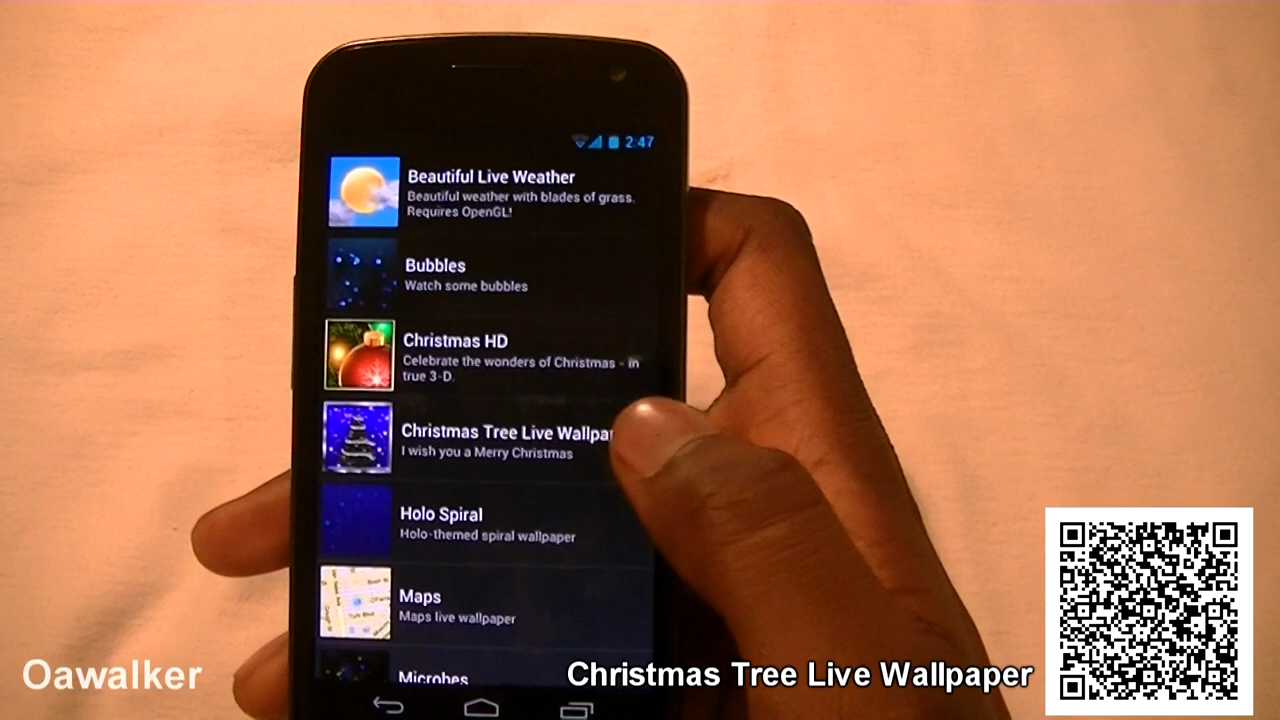 2:47
Beautiful Live Weather
Beautiful weather with blades of grass.
Requires OpenGL!
Bubbles
Watch some bubbles
Christmas HD
Celebrate the wonders of Christmas - in
true 3-D.
Christmas Tree Live Wallpap
I wish you a Merry Christmas
Holo Spiral
Holo-themed spiral wallpaper
Maps
Maps live wallpaper
Microbes
Oawalker
Christmas Tree Live Wallpaper